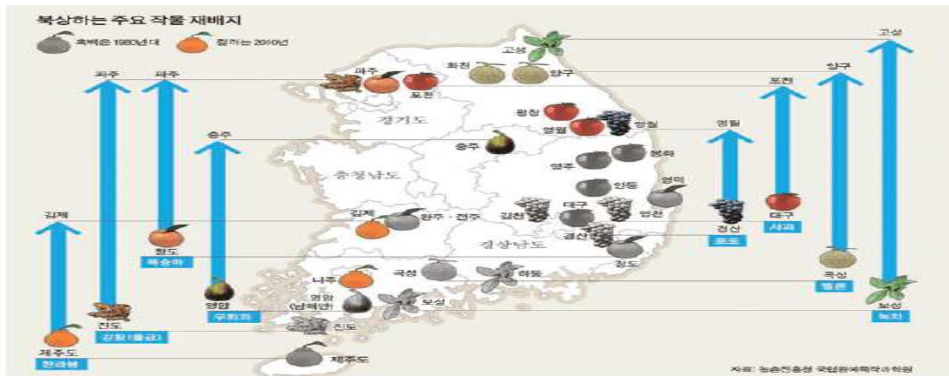 북상하는 주요 작물 재배지
흑백은 1980년대 컬러는 2010년
고성
고성
파주 파주
화천 양구
양구
파주
포천
포천
경기도
평창
영월 영월
영월
충주
충주
영주 봉화
충청남도
안동
영덕
김제
김제
완주·전주
김천
대구
영천
경산
대구
사과
경산
포도
청도
복숭아
경상남도
청도
나주
곡성
하동
곡성
멜론
영암
무화과
영암
(남해안)
보성
보성
녹차
진도
강황(울금)
진도
제주도
한라봉
제주도
자료: 농촌진흥청 국립원예특작과학원